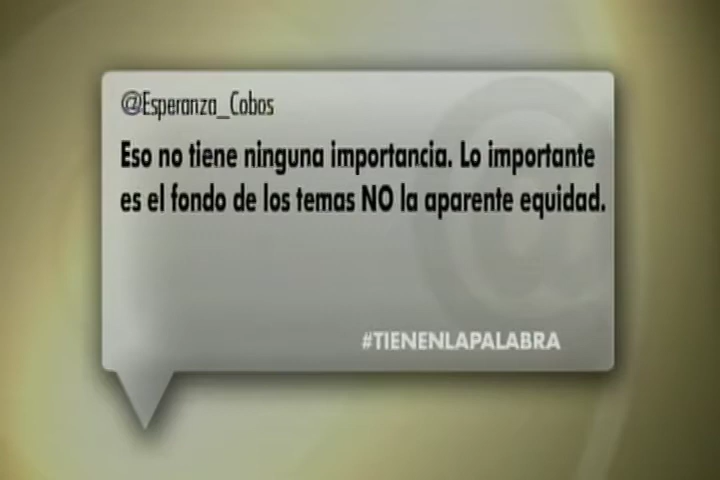 @Esperanza_Cobos
Eso no tiene ninguna importancia. Lo importante
es el fondo de los temas NO la aparente equidad.
#TIENENLAPALABRA